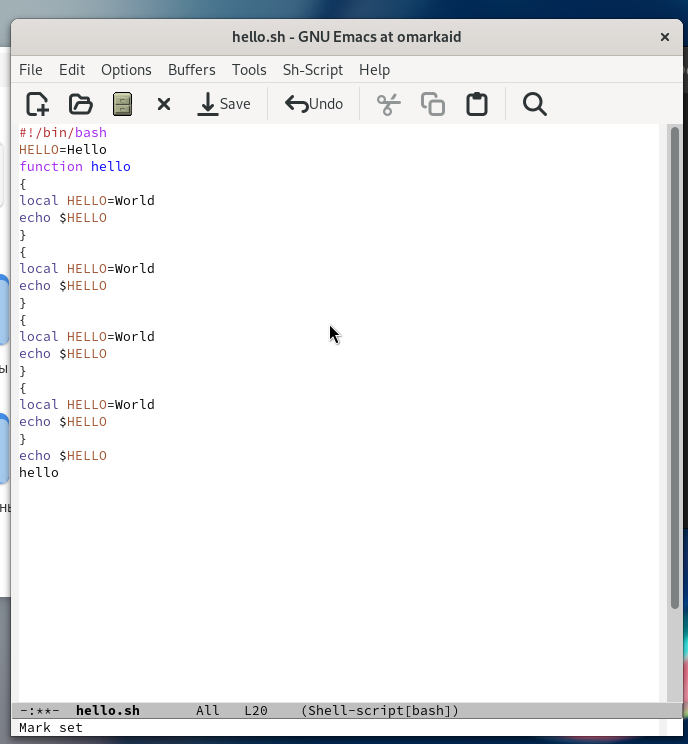 hello.sh - GNU Emacs at omarkaid
File Edit Options Buffers Tools Sh-Script Help
Save Undo
#!/bin/bash
HELLO=Hello
function hello
{
local HELLO=World
echo $HELLO
}
{
local HELLO=World
echo $HELLO
}
{
local HELLO=World
echo $HELLO
}
{
local HELLO=World
echo $HELLO
}
echo $HELLO
hello
-:**- hello.sh All L20 (Shell-script[bash])
Mark set